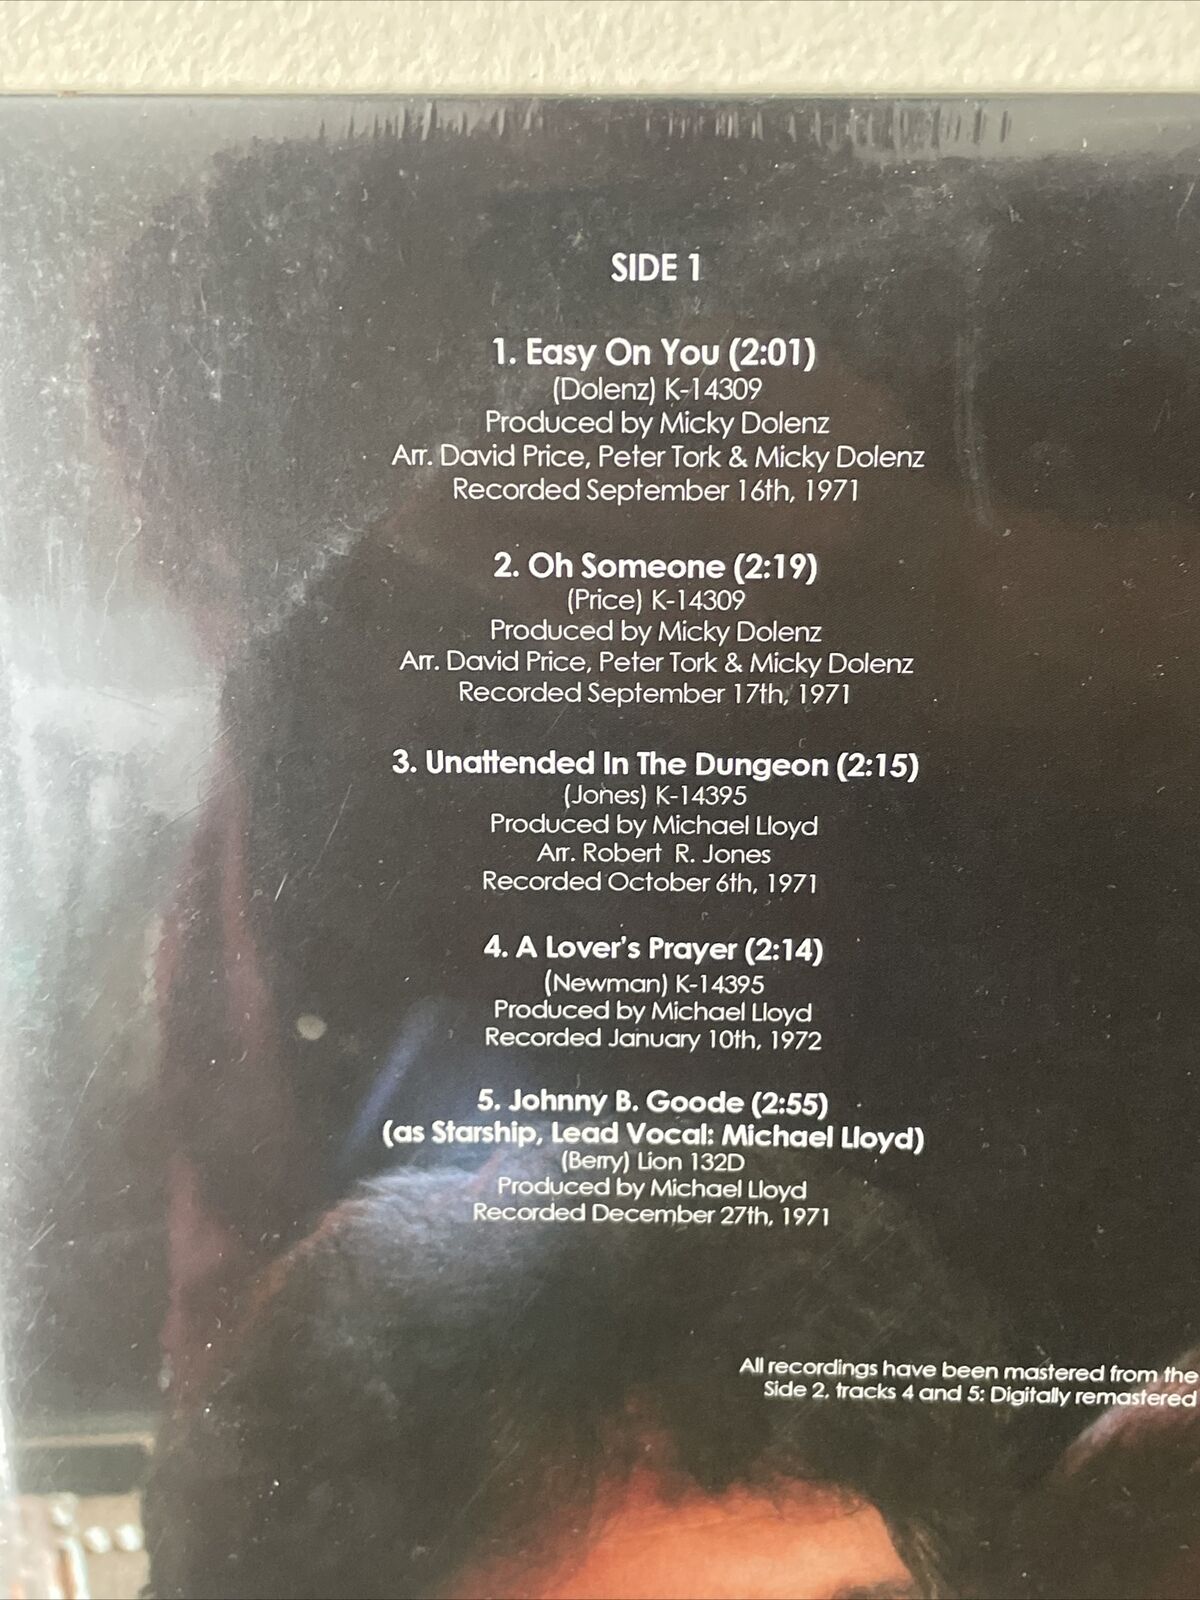 SIDE 1
1. Easy On You (2:01)
(Dolenz) K-14309
Produced by Micky Dolenz
Arr. David Price, Peter Tork & Micky Dolenz
Recorded September 16th, 1971
2. Oh Someone (2:19)
(Price) K-14309
Produced by Micky Dolenz
Arr. David Price, Peter Tork & Micky Dolenz
Recorded September 17th, 1971
3. Unattended In The Dungeon (2:15)
(Jones) K-14395
Produced by Michael Lloyd
Arr. Robert R. Jones
Recorded October 6th, 1971
4. A Lover's Prayer (2:14)
(Newman) K-14395
Produced by Michael Lloyd
Recorded January 10th, 1972
5. Johnny B. Goode (2:55)
(as Starship, Lead Vocal: Michael Lloyd)
(Berry) Lion 132D
Produced by Michael Lloyd
Recorded December 27th, 1971
All recordings have been mastered from the
Side 2, tracks 4 and 5: Digitally remastered